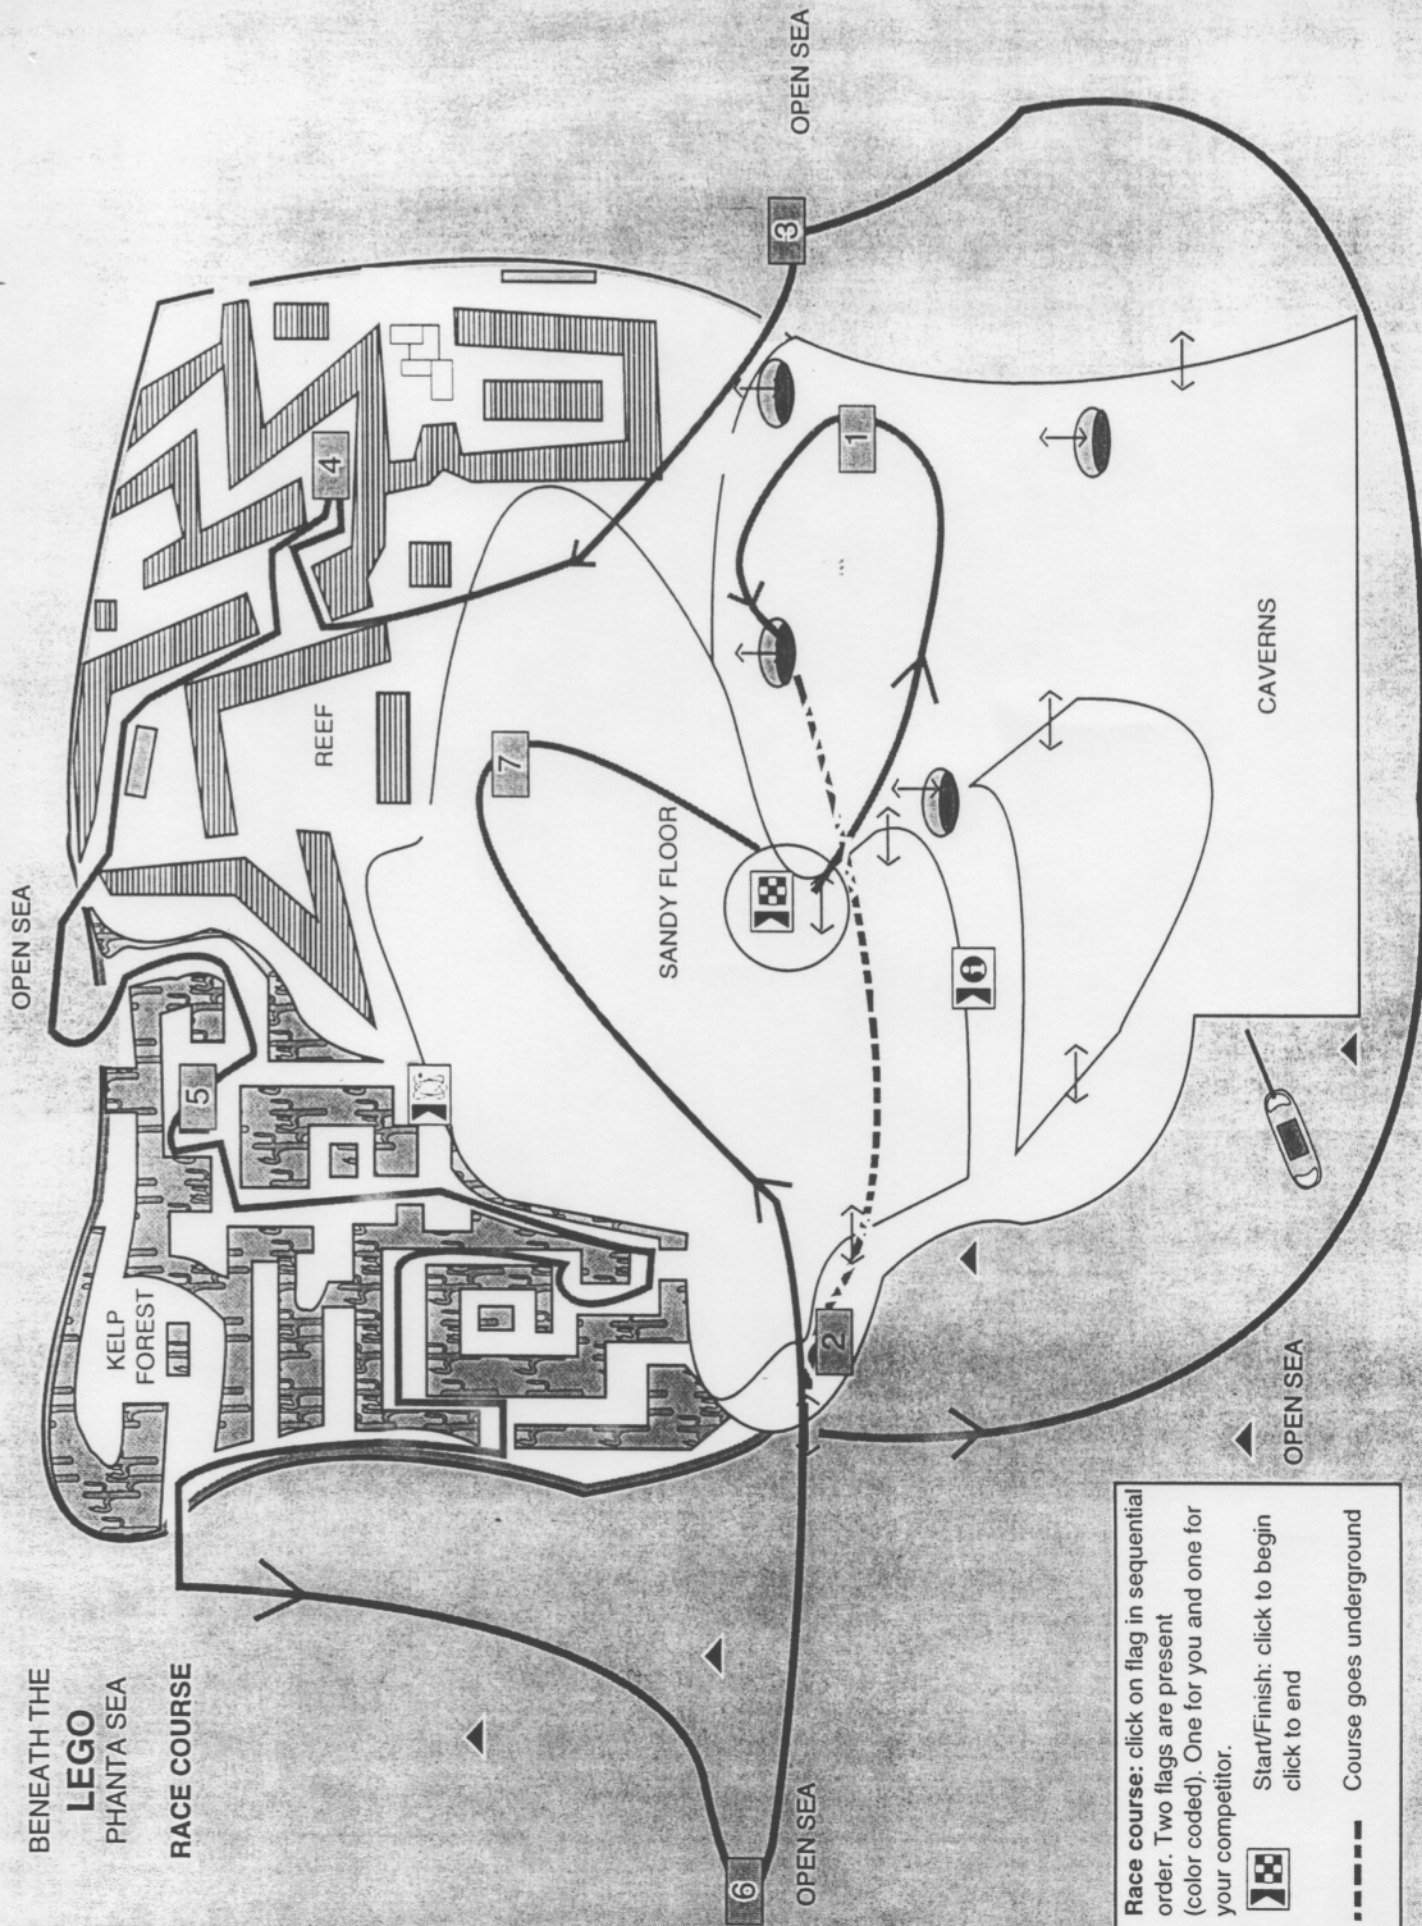 BENEATH THE
LEGO
PHANTA SEA
RACE COURSE
OPEN SEA
KELP
FOREST
5
REEF
4
OPEN SEA
3
7
SANDY FLOOR
1
2
6
OPEN SEA
CAVERNS
OPEN SEA
Race course: click on flag in sequential
order. Two flags are present
(color coded). One for you and one for
your competitor.
Start/Finish: click to begin
click to end
Course goes underground